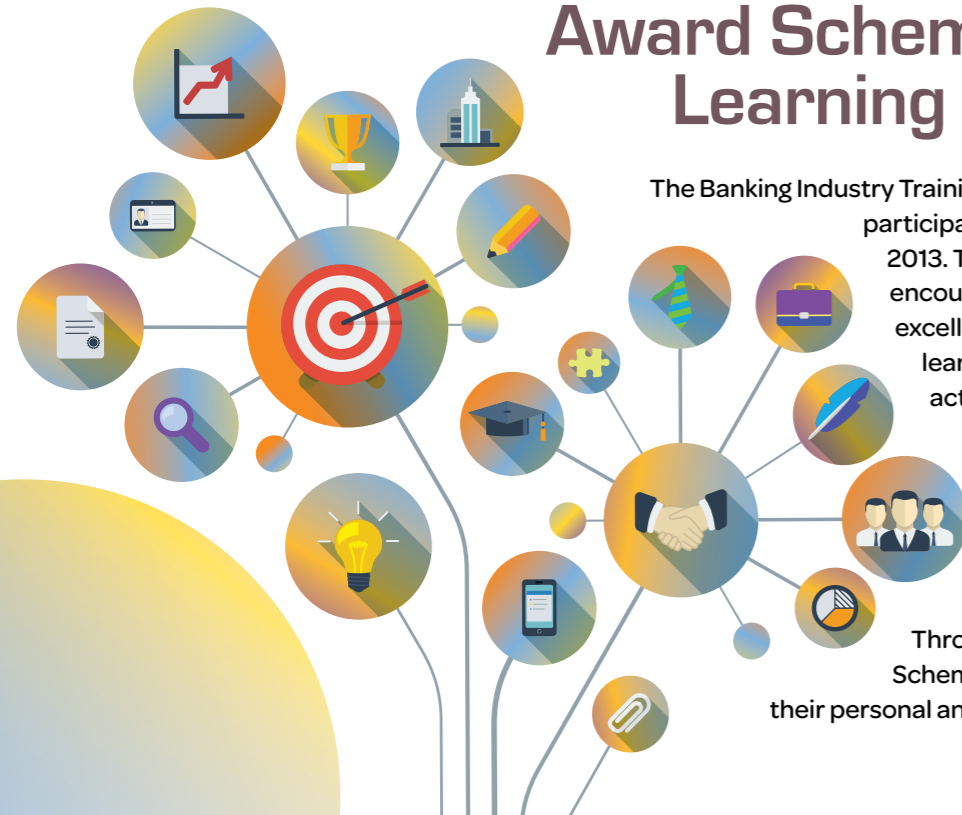 Award Schem
Learning
The Banking Industry Traini
participa
2013. T
encou
excell
lear
act
Thro
Schem
their personal an